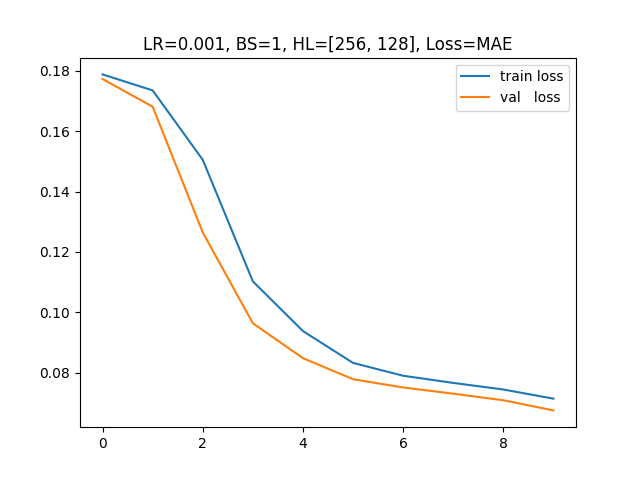 LR=0.001, BS=1, HL=[256, 128], Loss=MAE
train loss
val   loss
0.18
0.16
0.14
0.12
0.10
0.08
0 2 4 6 8